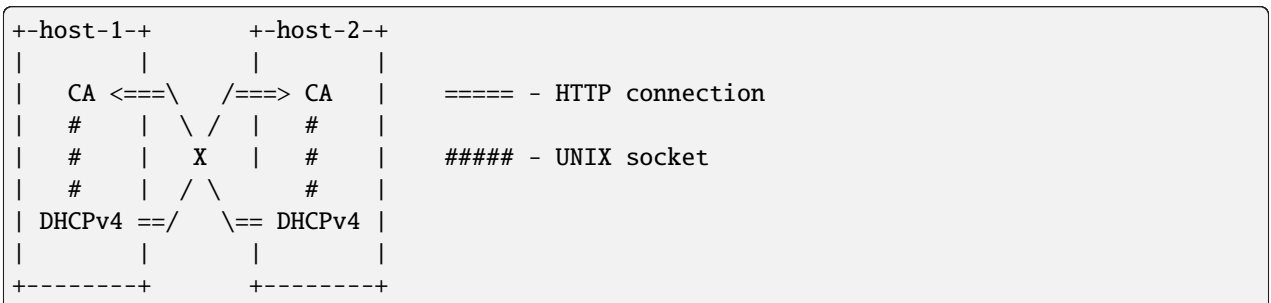 +-host-1-+       +-host-2-+
|        |       |        |
|   CA <===\   /===> CA   |    ===== - HTTP connection
|   #    |  \ /  |   #    |
|   #    |   X   |   #    |    ##### - UNIX socket
|   #    |  / \      #    |
| DHCPv4 ==/   \== DHCPv4 |
|        |       |        |
+--------+       +--------+